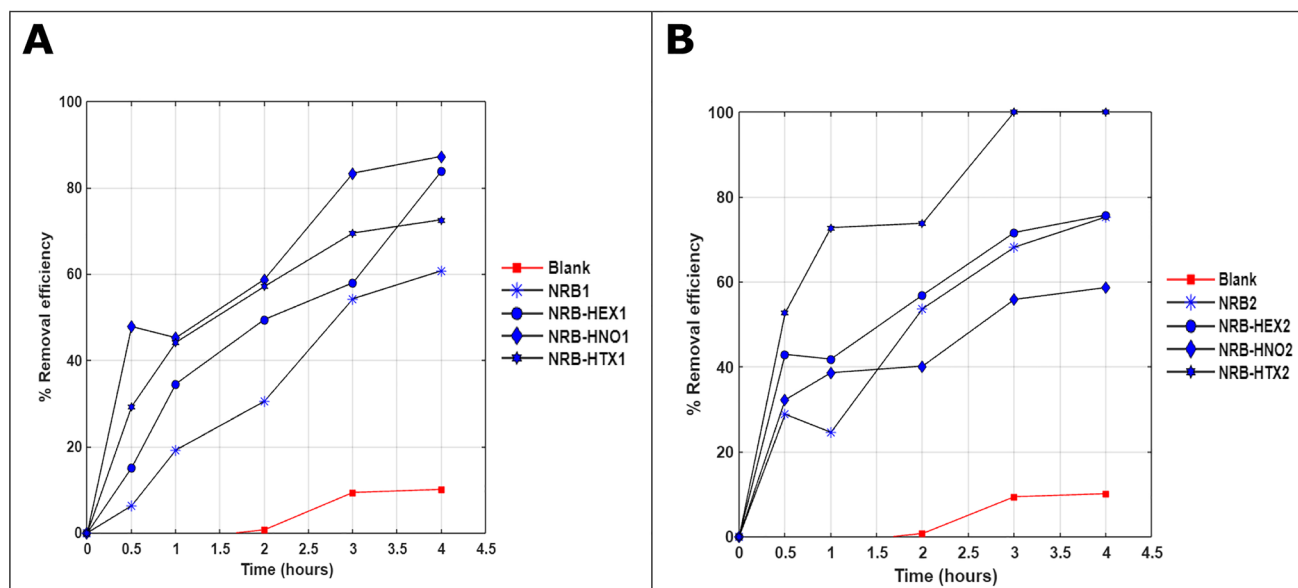 A
% Removal efficiency
100
80
60
40
20
0
0 0.5 1 1.5 2 2.5 3 3.5 4 4.5
Time (hours)
Blank
NRB1
NRB-HEX1
NRB-HNO1
NRB-HTX1
B
% Removal efficiency
100
80
60
40
20
0
0 0.5 1 1.5 2 2.5 3 3.5 4 4.5
Time (hours)
Blank
NRB2
NRB-HEX2
NRB-HNO2
NRB-HTX2